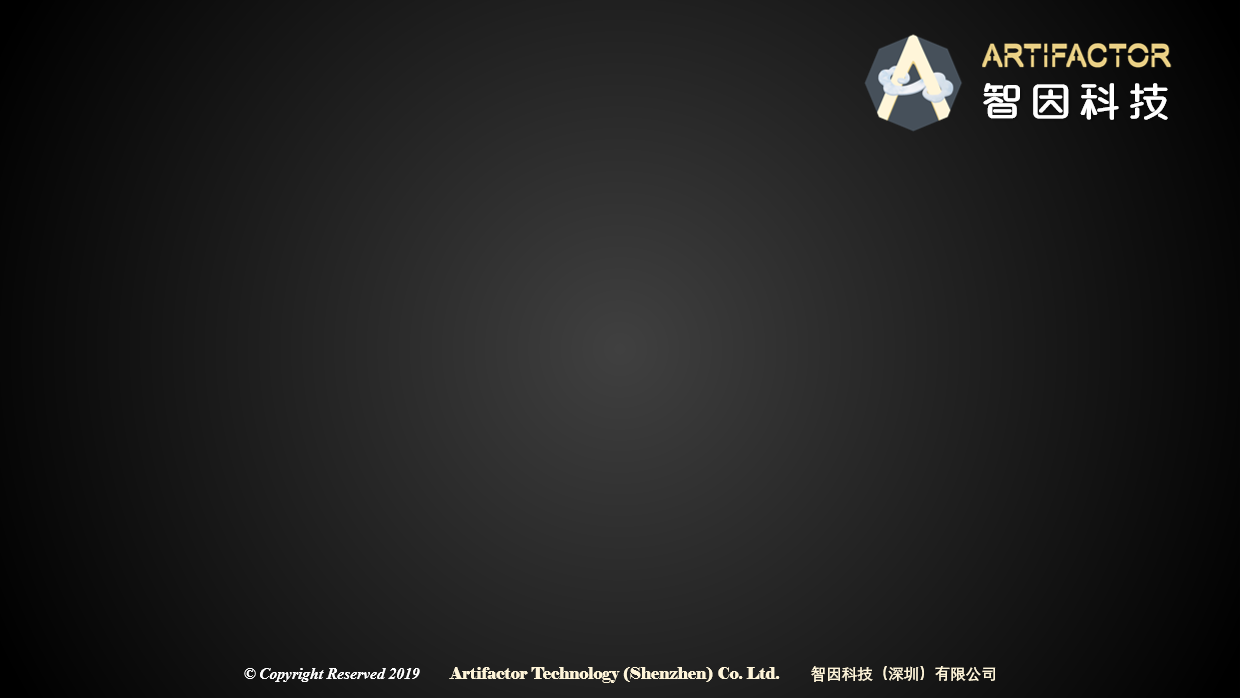 ARTIFACTOR
智因科技
© Copyright Reserved 2019 Artifactor Technology (Shenzhen) Co. Ltd. 智因科技（深圳）有限公司